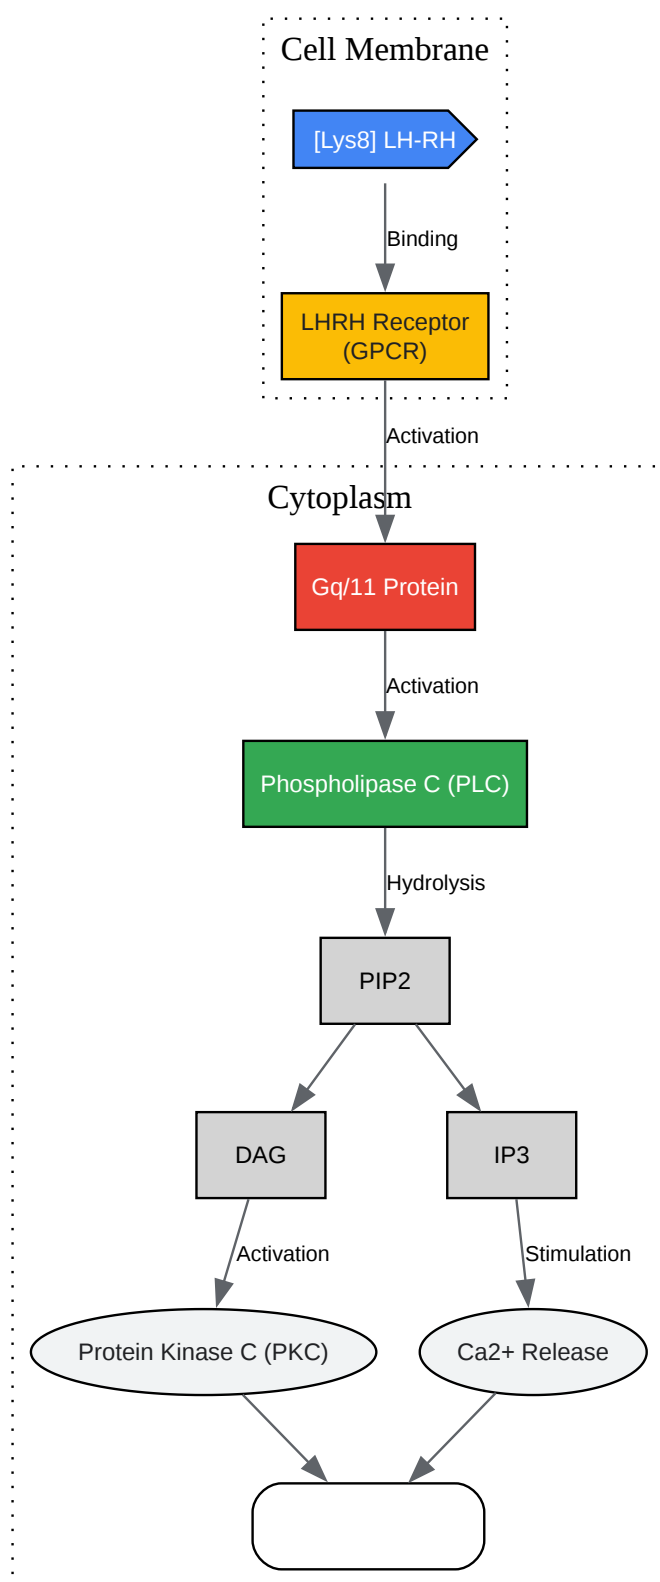 Cell Membrane
[Lys8] LH-RH
Binding
LHRH Receptor
(GPCR)
Activation
Cytoplasm
Gq/11 Protein
Activation
Phospholipase C (PLC)
Hydrolysis
PIP2
DAG
IP3
Activation
Stimulation
Protein Kinase C (PKC)
Ca2+ Release